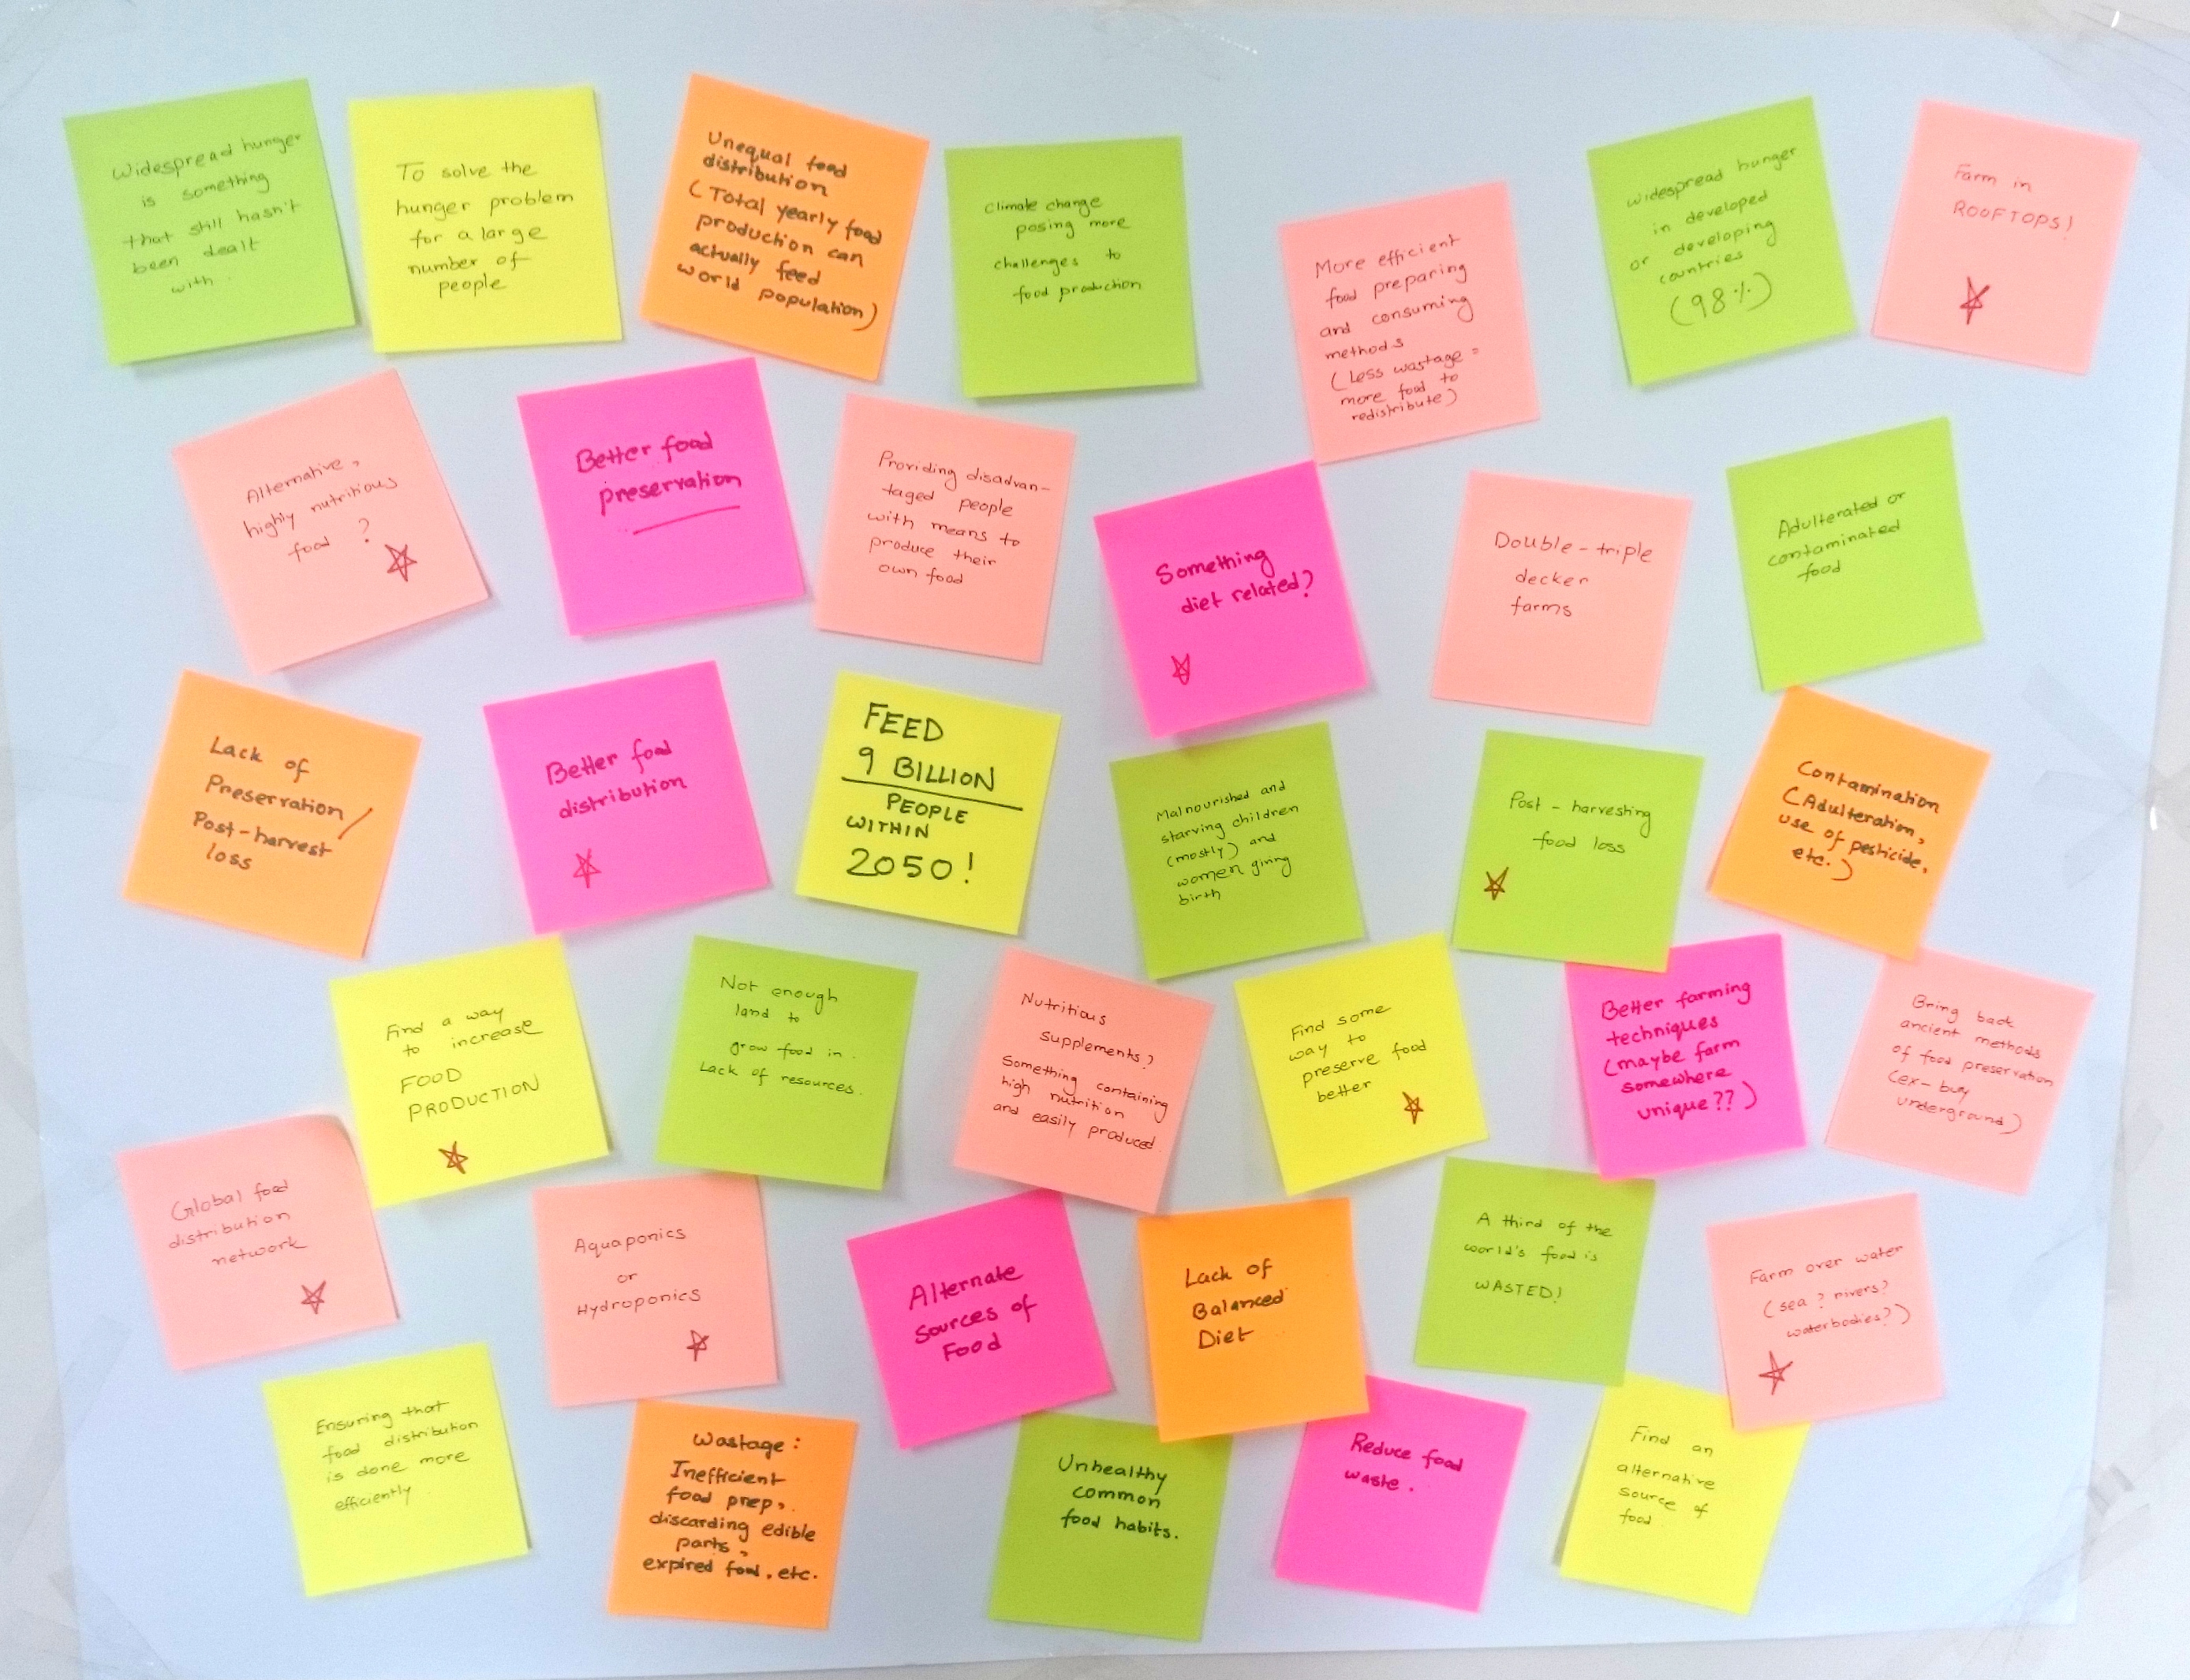 Widespread hunger
is something
that still hasn't
been dealt
with.
To solve the
hunger problem
for a large
number of
people
Unequal food
distribution
(Total yearly food
production can
actually feed
world population)
Climate change
posing more
challenges to
food production
More efficient
food preparing
and consuming
methods
(Less wastage =
more food to
redistribute)
Widespread hunger
in developed
or developing
countries
(98%)
Farm in
ROOFTOPS!
Alternative,
highly nutritious
food ?
Better food
preservation
Providing disadvan-
taged people
with means to
produce their
own food
Something
diet related?
Double-triple
decker
farms
Adulterated or
contaminated
food
Lack of
Preservation/
Post-harvest
loss
Better food
distribution
FEED
9 BILLION
PEOPLE
WITHIN
2050!
Malnourished and
starving children
(mostly) and
women giving
birth
Post-harvesting
food loss
Contamination
(Adulteration,
use of pesticide,
etc.)
Find a way
to increase
FOOD
PRODUCTION
Not enough
land to
grow food in.
Lack of resources.
Nutritious
supplements?
Something containing
high nutrition
and easily produced.
Find some
way to
preserve food
better
Better farming
techniques
(maybe farm
somewhere
unique??)
Bring back
ancient methods
of food preservation
(ex- bury
underground)
Global food
distribution
network
Aquaponics
or
Hydroponics
Alternate
Sources of
Food
Lack of
Balanced
Diet
A third of the
world's food is
WASTED!
Farm over water
(sea? rivers?
waterbodies?)
Ensuring that
food distribution
is done more
efficiently.
Wastage:
Inefficient
food prep,
discarding edible
parts,
expired food, etc.
Unhealthy
common
food habits.
Reduce food
waste.
Find an
alternative
source of
food